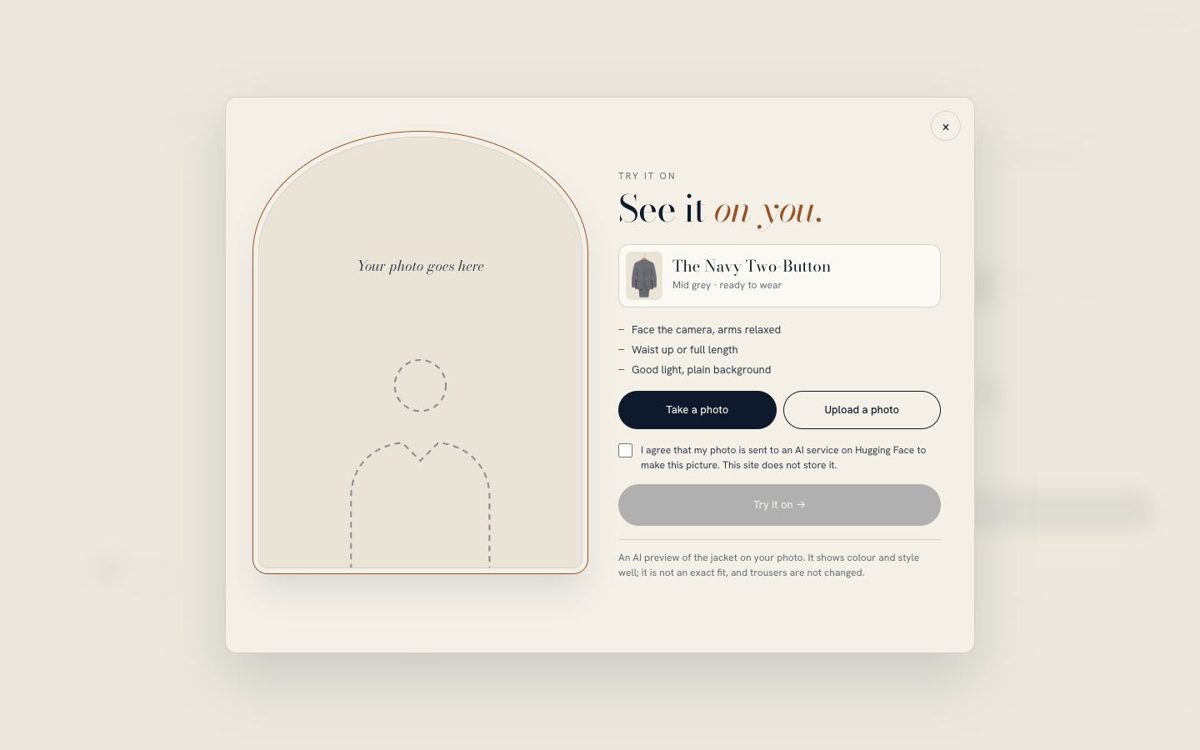 TRY IT ON
See it on you.
Your photo goes here
The Navy Two-Button
Mid grey · ready to wear
– Face the camera, arms relaxed
– Waist up or full length
– Good light, plain background
Take a photo
Upload a photo
I agree that my photo is sent to an AI service on Hugging Face to
make this picture. This site does not store it.
Try it on →
An AI preview of the jacket on your photo. It shows colour and style
well; it is not an exact fit, and trousers are not changed.